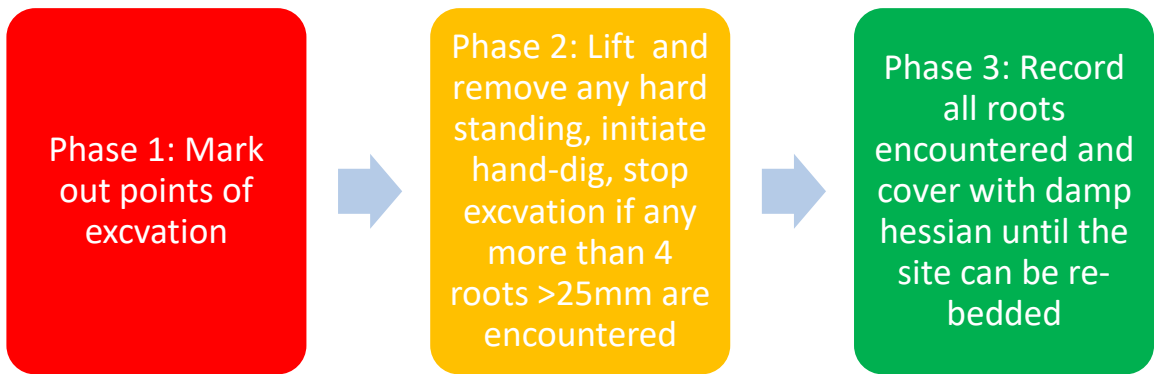 Phase 1: Mark
out points of
excvation
Phase 2: Lift and
remove any hard
standing, initiate
hand-dig, stop
excvation if any
more than 4
roots >25mm are
encountered
Phase 3: Record
all roots
encountered and
cover with damp
hessian until the
site can be re-
bedded